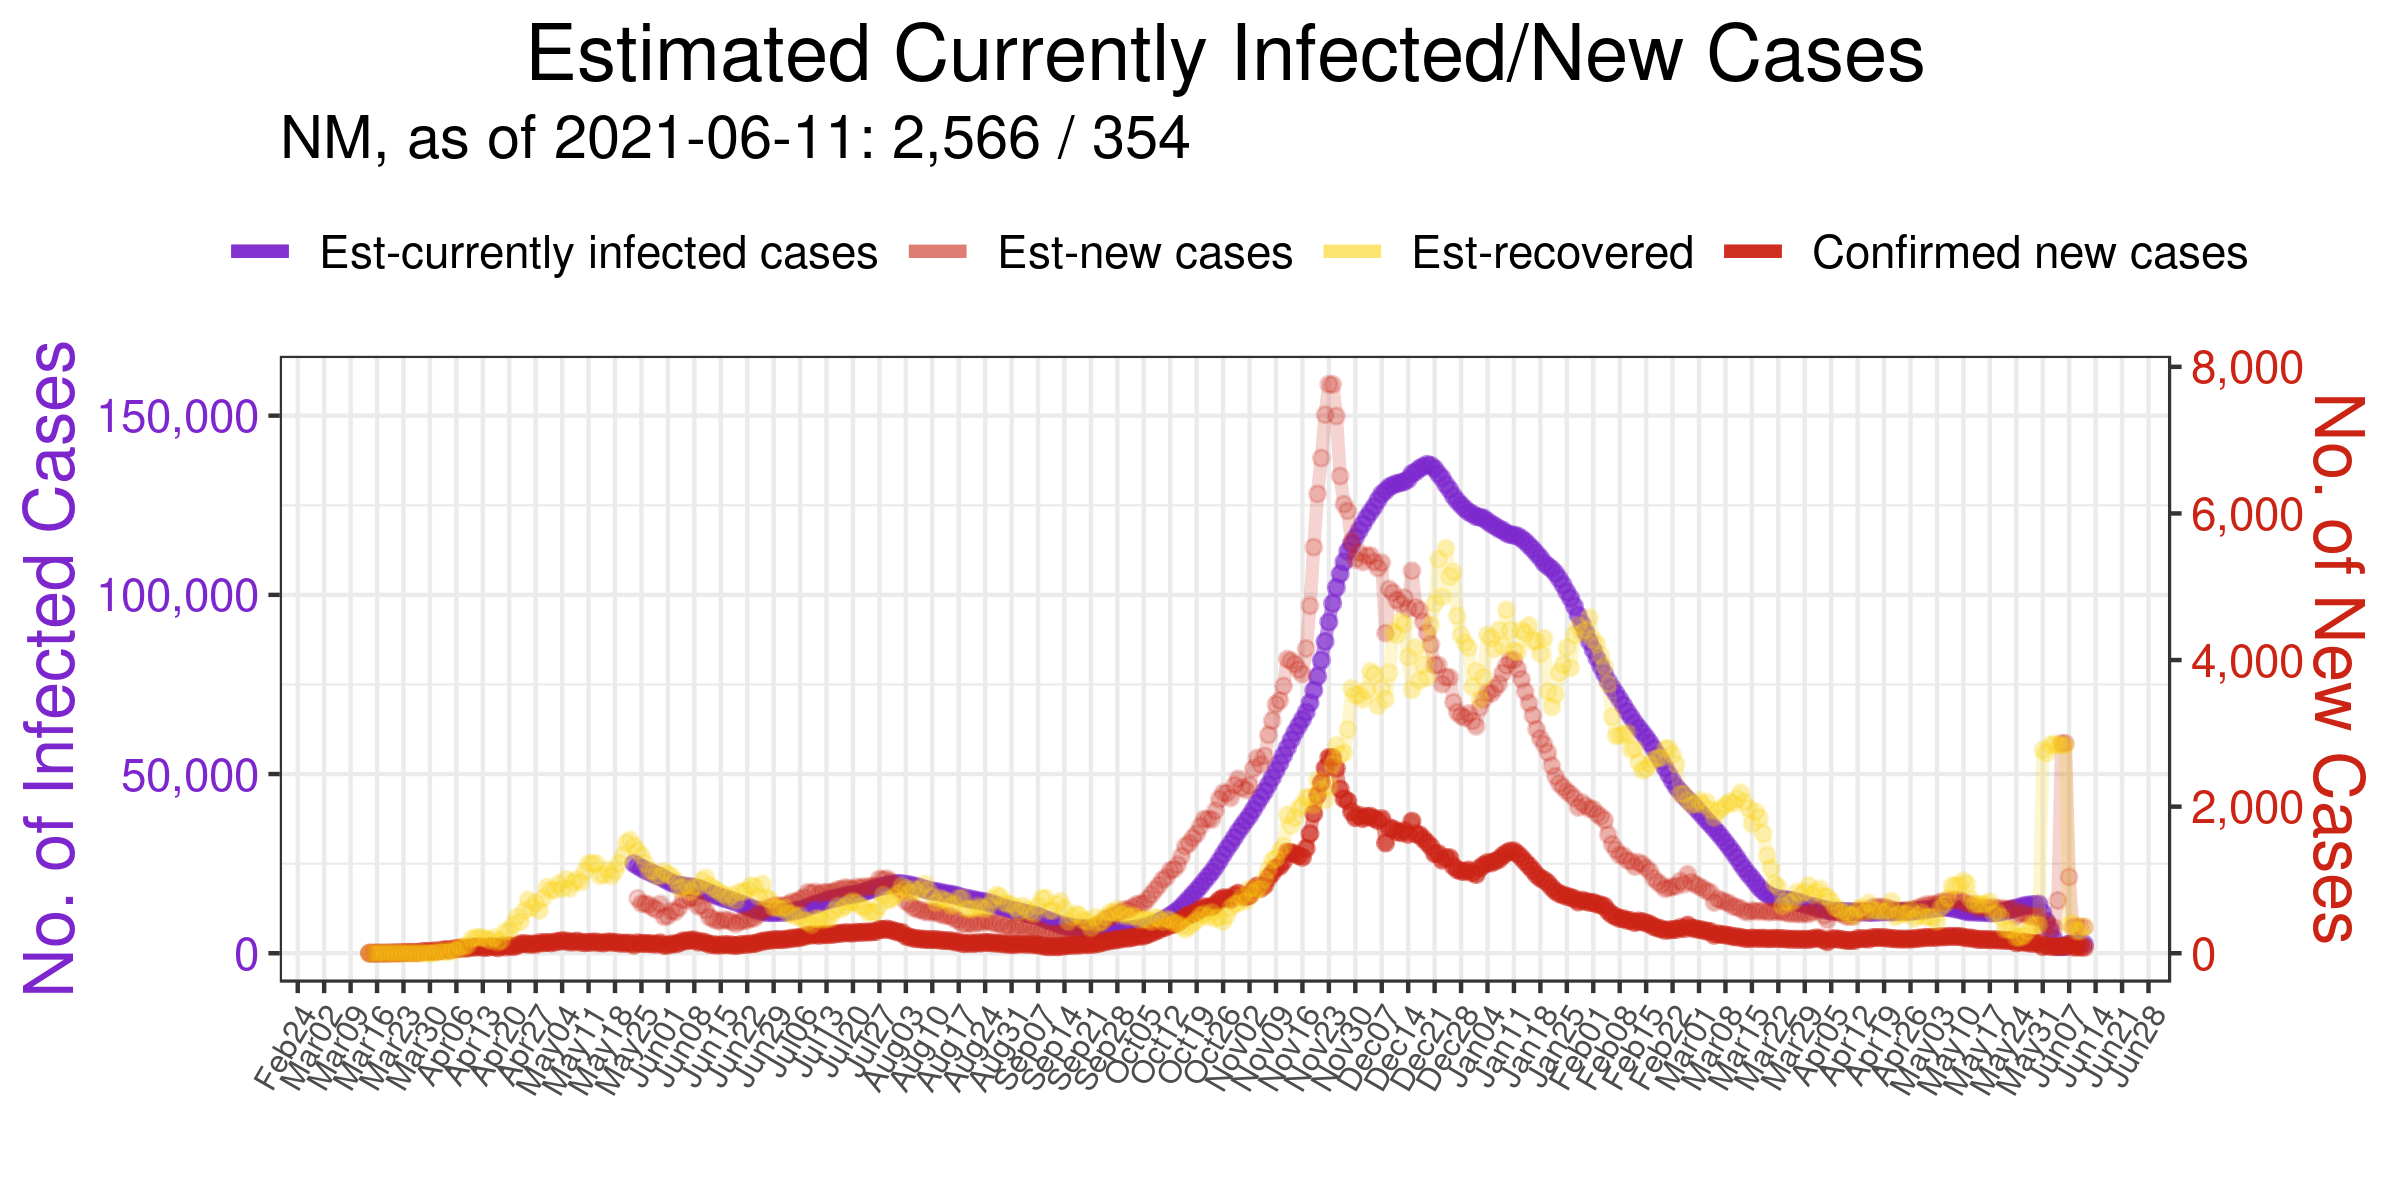 Estimated Currently Infected/New Cases
NM, as of 2021-06-11: 2,566 / 354
Est-currently infected cases Est-new cases Est-recovered Confirmed new cases
No. of Infected Cases
150,000
100,000
50,000
0
8,000
6,000
4,000
2,000
0
No. of New Cases
Feb24 Mar02 Mar09 Mar16 Mar23 Mar30 Apr06 Apr13 Apr20 Apr27 May04 May11 May18 May25 Jun01 Jun08 Jun15 Jun22 Jun29 Jul06 Jul13 Jul20 Jul27 Aug03 Aug10 Aug17 Aug24 Aug31 Sep07 Sep14 Sep21 Sep28 Oct05 Oct12 Oct19 Oct26 Nov02 Nov09 Nov16 Nov23 Nov30 Dec07 Dec14 Dec21 Dec28 Jan04 Jan11 Jan18 Jan25 Feb01 Feb08 Feb15 Feb22 Mar01 Mar08 Mar15 Mar22 Mar29 Apr05 Apr12 Apr19 Apr26 May03 May10 May17 May24 May31 Jun07 Jun14 Jun21 Jun28